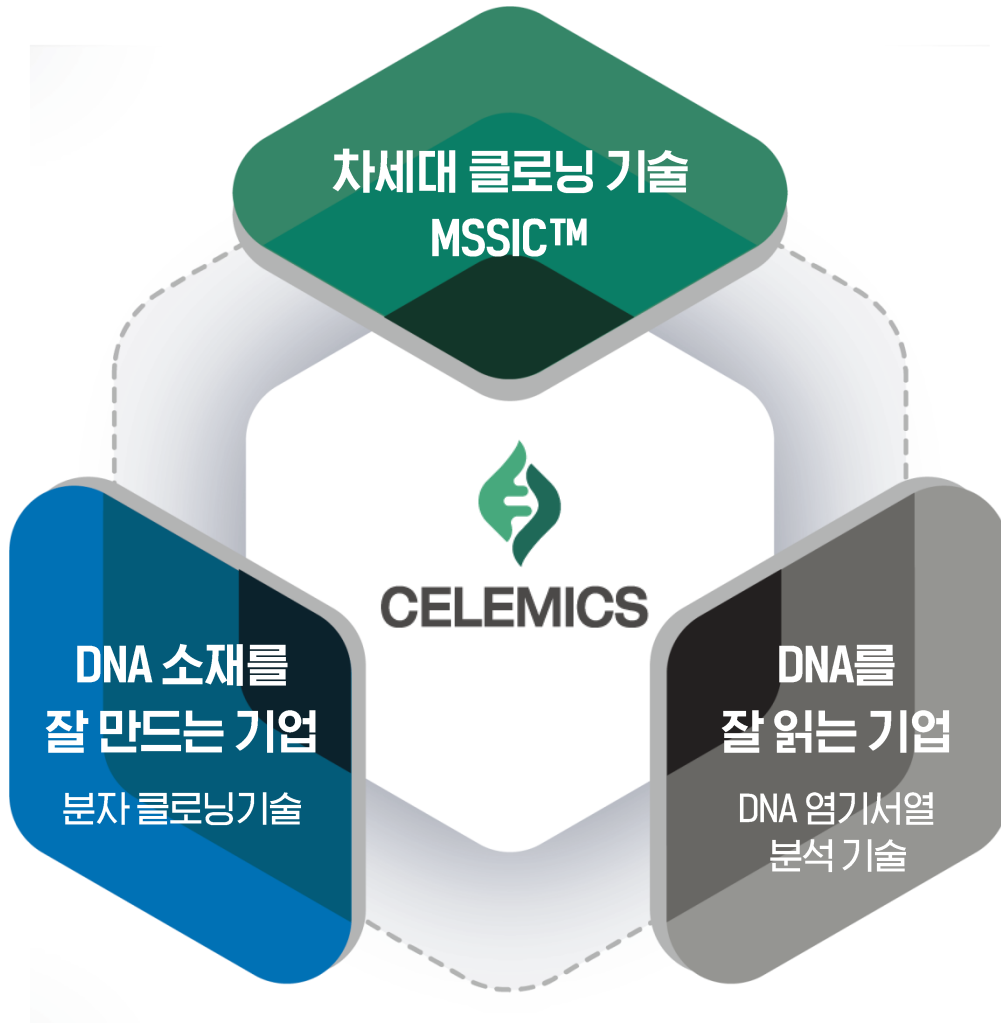 차세대 클로닝 기술
MSSIC™
CELEMICS
DNA 소재를
잘 만드는 기업
분자 클로닝기술
DNA를
잘 읽는 기업
DNA 염기서열
분석 기술